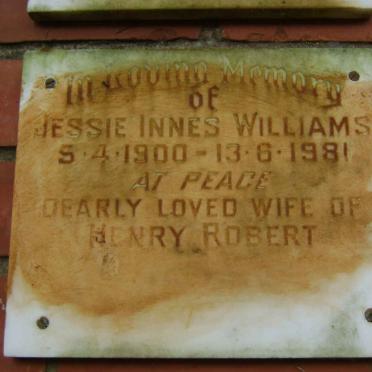 In Loving Memory
of
JESSIE INNES WILLIAMS
5·4·1900 - 13·6·1981
AT PEACE
DEARLY LOVED WIFE OF
HENRY ROBERT